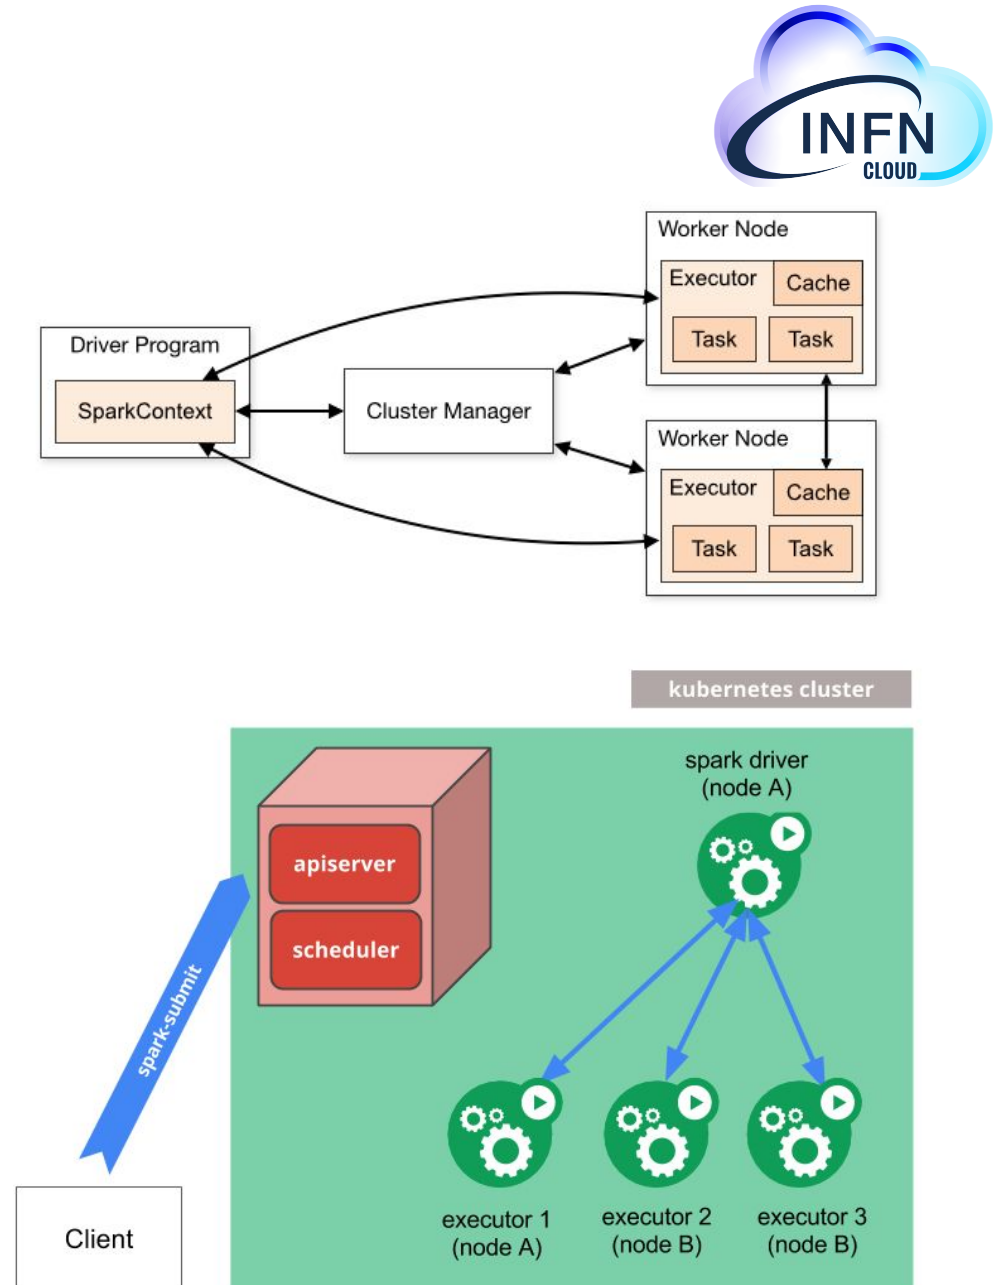 INFN
CLOUD
Worker Node
Executor
Cache
Task
Task
Driver Program
SparkContext
Cluster Manager
Worker Node
Executor
Cache
Task
Task
kubernetes cluster
spark driver
(node A)
apiserver
scheduler
spark-submit
executor 1
(node A)
executor 2
(node B)
executor 3
(node B)
Client